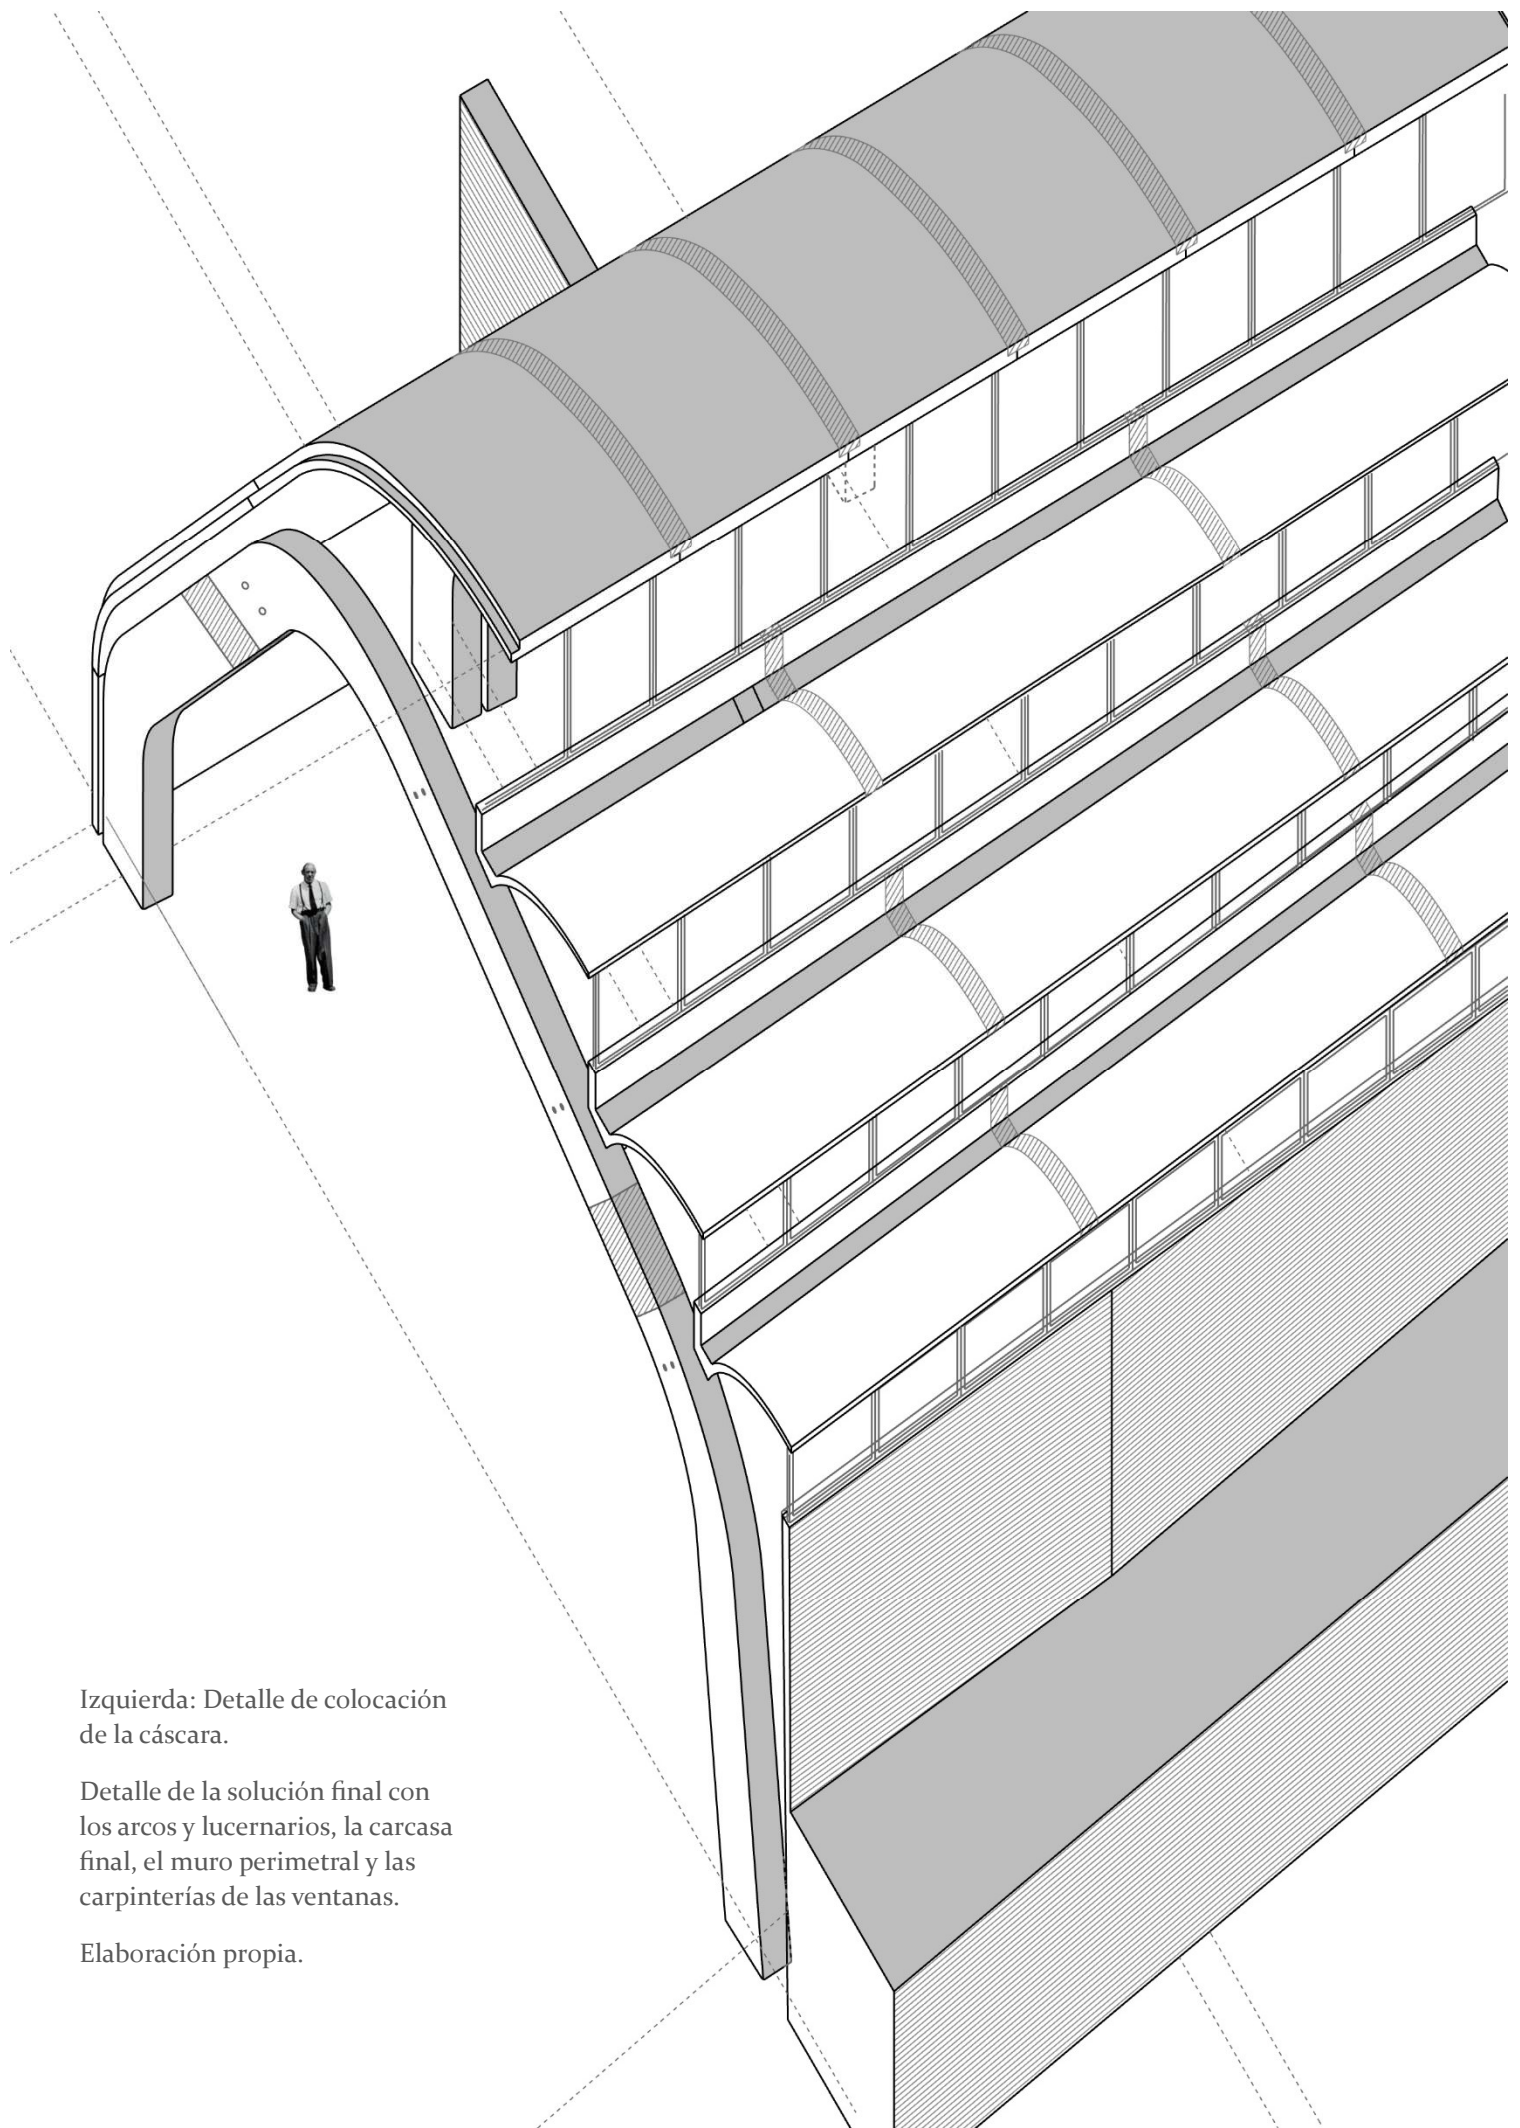 Izquierda: Detalle de colocación
de la cáscara.
Detalle de la solución final con
los arcos y lucernarios, la carcasa
final, el muro perimetral y las
carpinterías de las ventanas.
Elaboración propia.